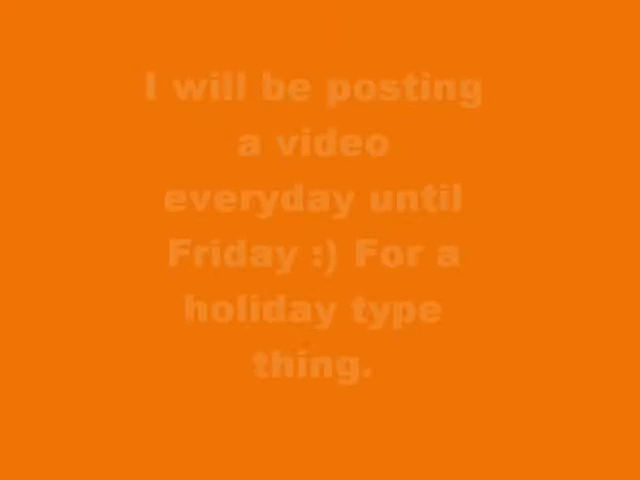 I will be posting
a video
everyday until
Friday :) For a
holiday type
thing.